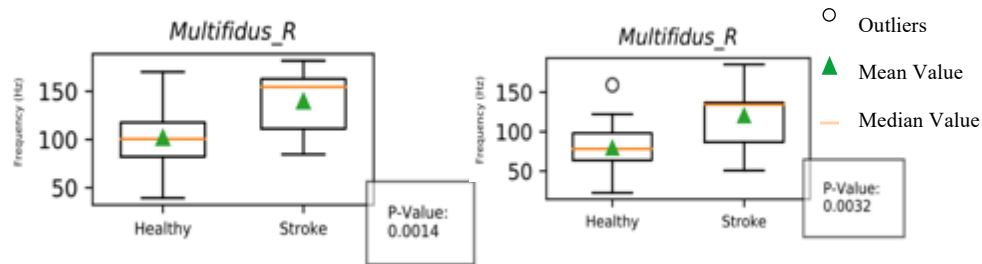 Multifidus_R
Frequency (Hz)
150
100
50
Healthy
Stroke
P-Value:
0.0014
Multifidus_R
Frequency (Hz)
150
100
50
Healthy
Stroke
P-Value:
0.0032
Outliers
Mean Value
Median Value